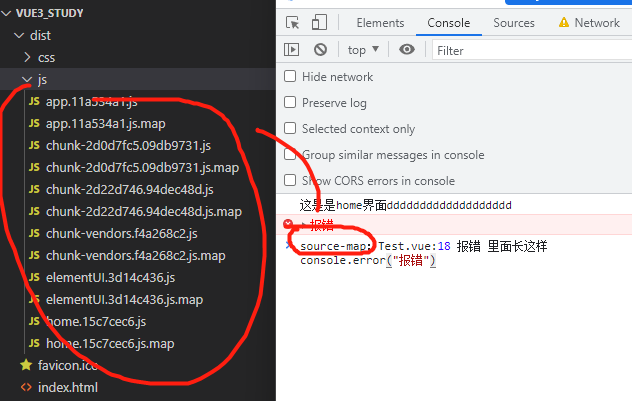 VUE3_STUDY
dist
css
js
JS app.11a534a1.js
JS app.11a534a1.js.map
JS chunk-2d0d7fc5.09db9731.js
JS chunk-2d0d7fc5.09db9731.js.map
JS chunk-2d22d746.94dec48d.js
JS chunk-2d22d746.94dec48d.js.map
JS chunk-vendors.f4a268c2.js
JS chunk-vendors.f4a268c2.js.map
JS elementUI.3d14c436.js
JS elementUI.3d14c436.js.map
JS home.15c7cec6.js
JS home.15c7cec6.js.map
favicon.ico
<> index.html
Elements Console Sources Network
top Filter
Hide network
Preserve log
Selected context only
Group similar messages in console
Show CORS errors in console
这是是home界面ddddddddddddddddddd
报错
source-map: Test.vue:18 报错 里面长这样
console.error("报错")